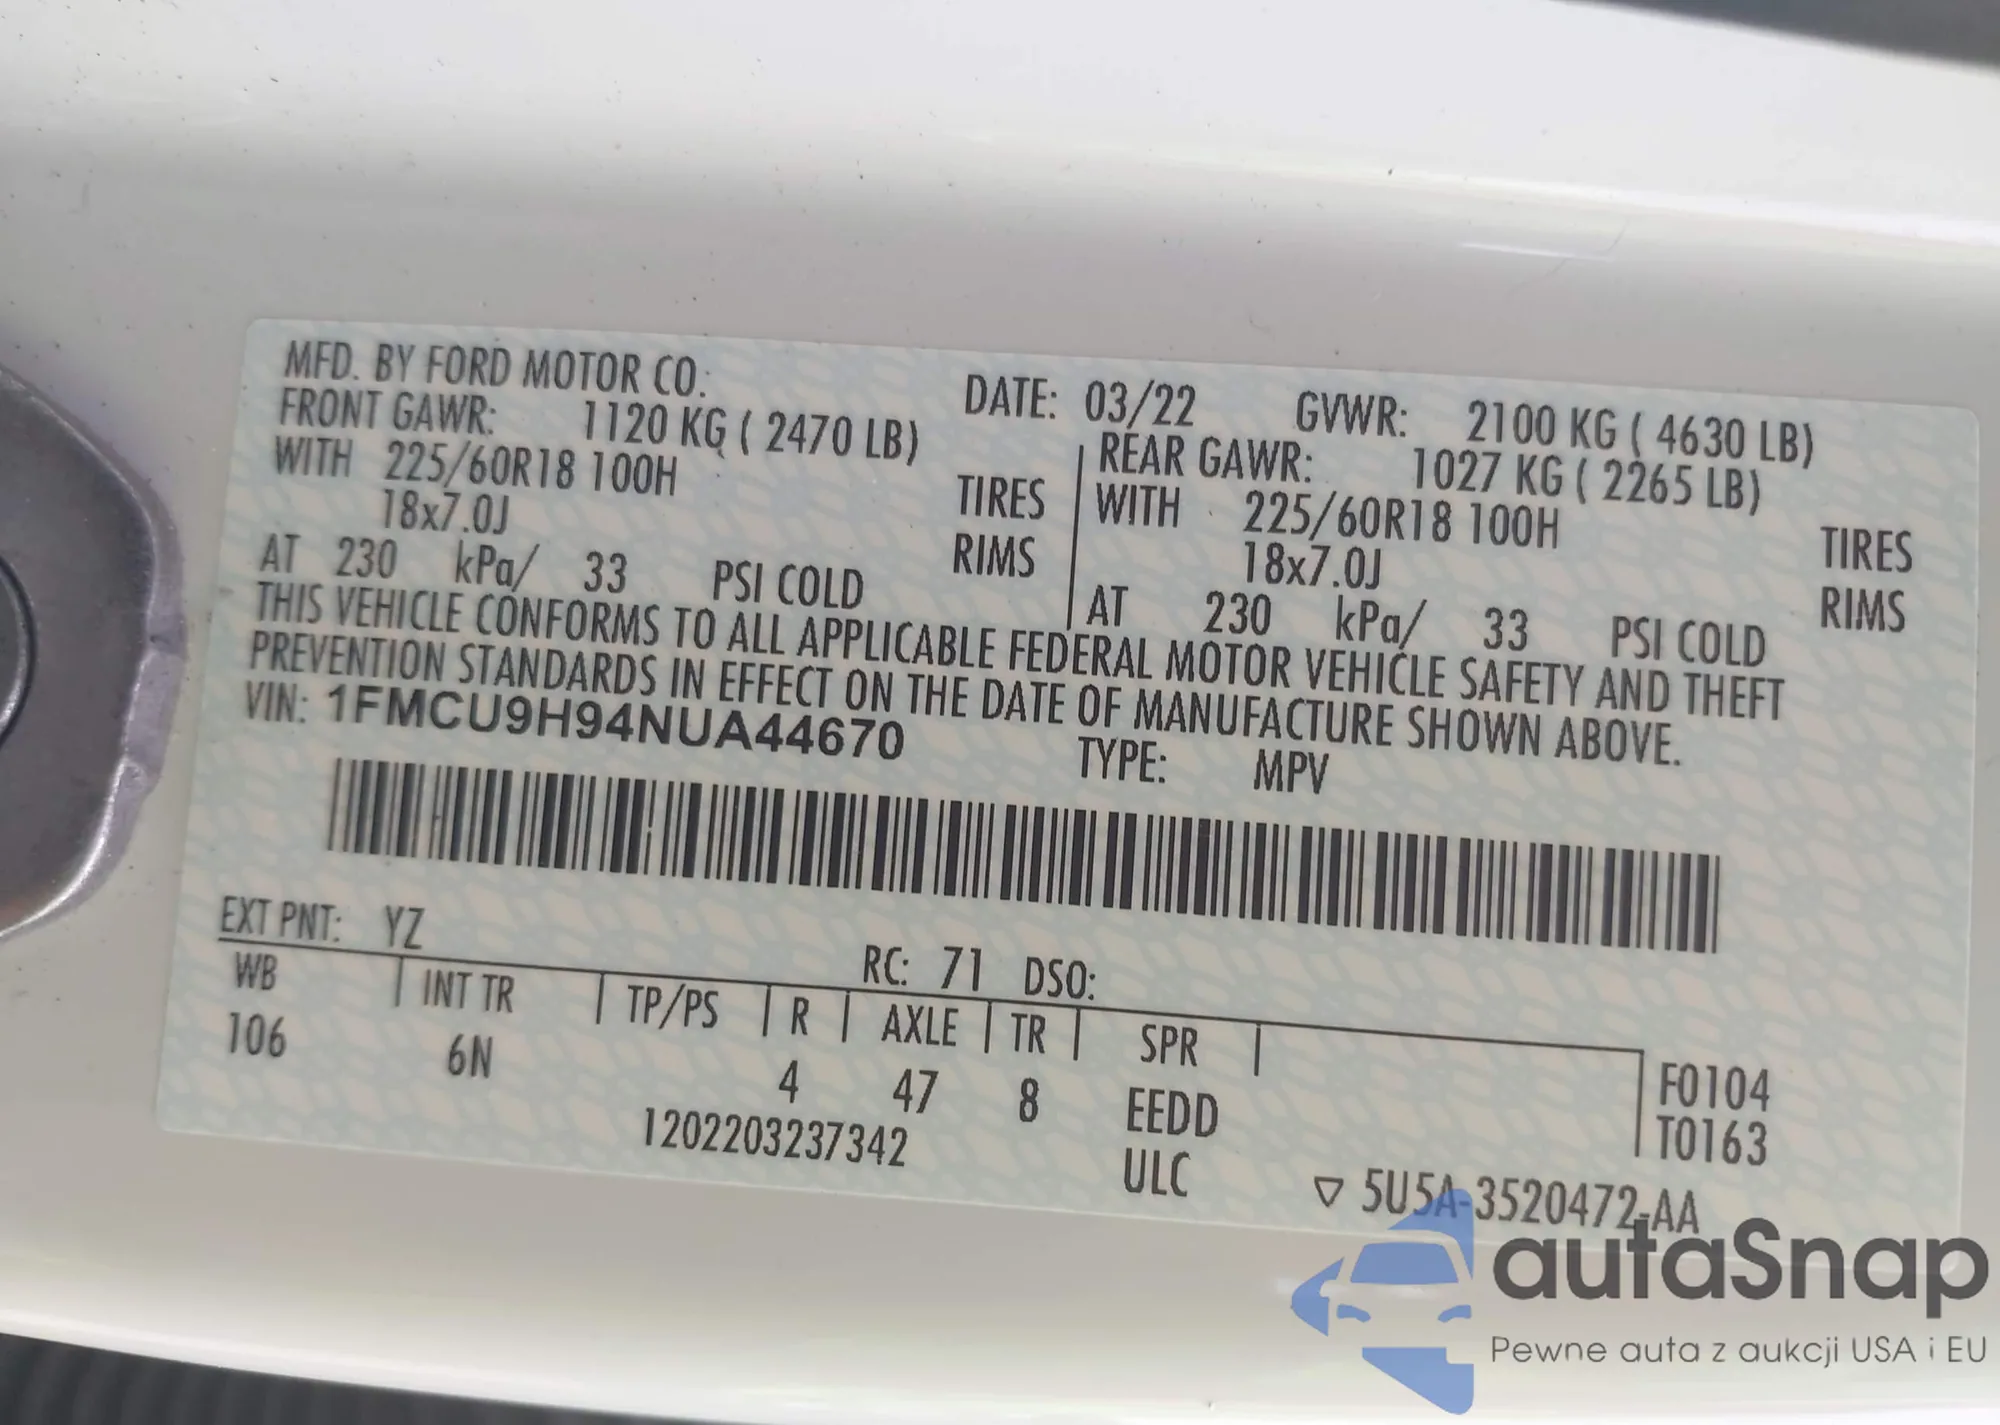 MFD. BY FORD MOTOR CO. DATE: 03/22 GVWR: 2100 KG ( 4630 LB)
FRONT GAWR: 1120 KG ( 2470 LB) REAR GAWR: 1027 KG ( 2265 LB)
WITH 225/60R18 100H TIRES WITH 225/60R18 100H TIRES
18x7.0J RIMS 18x7.0J RIMS
AT 230 kPa/ 33 PSI COLD AT 230 kPa/ 33 PSI COLD
THIS VEHICLE CONFORMS TO ALL APPLICABLE FEDERAL MOTOR VEHICLE SAFETY AND THEFT
PREVENTION STANDARDS IN EFFECT ON THE DATE OF MANUFACTURE SHOWN ABOVE.
VIN: 1FMCU9H94NUA44670 TYPE: MPV
EXT PNT: YZ RC: 71 DSO:
WB INT TR TP/PS R AXLE TR SPR
106 6N 4 47 8 EEDD F0104
1202203237342 ULC T0163
▽ 5U5A-3520472-AA
autaSnap
Pewne auta z aukcji USA i EU